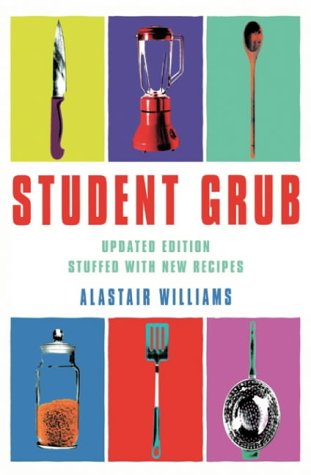 STUDENT GRUB
UPDATED EDITION
STUFFED WITH NEW RECIPES
ALASTAIR WILLIAMS